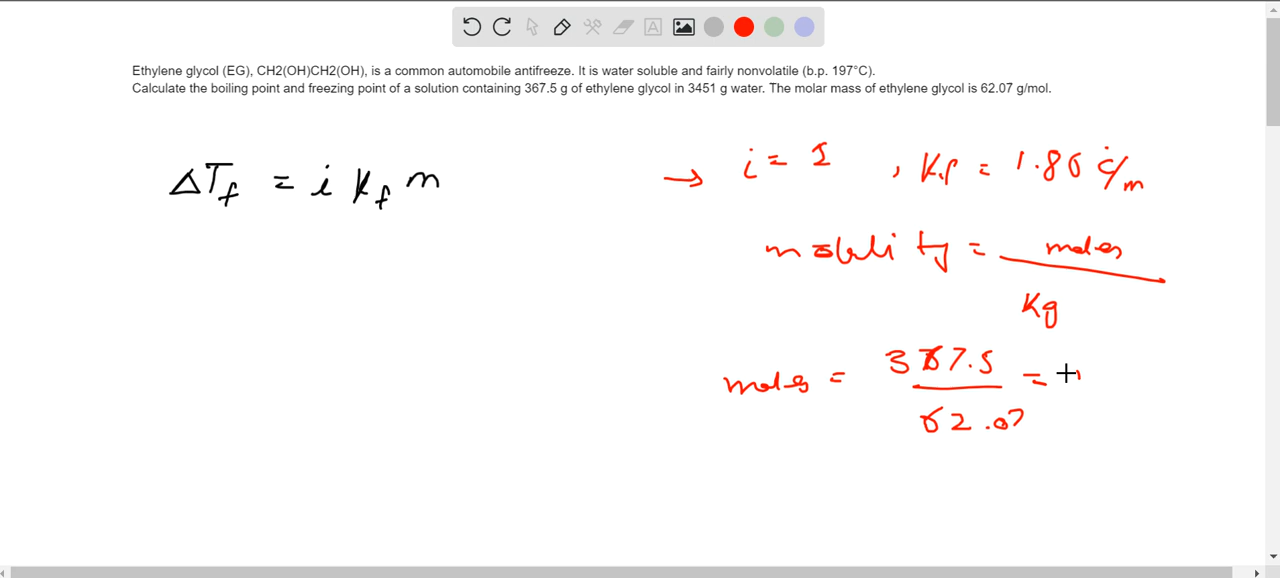 Ethylene glycol (EG), CH2(OH)CH2(OH), is a common automobile antifreeze. It is water soluble and fairly nonvolatile (b.p. 197°C).
Calculate the boiling point and freezing point of a solution containing 367.5 g of ethylene glycol in 3451 g water. The molar mass of ethylene glycol is 62.07 g/mol.
ΔTf = i kf m
→ i = 1 , Kf = 1.86 °C/m
molality = moles / Kg
moles = 367.5 / 62.07 =